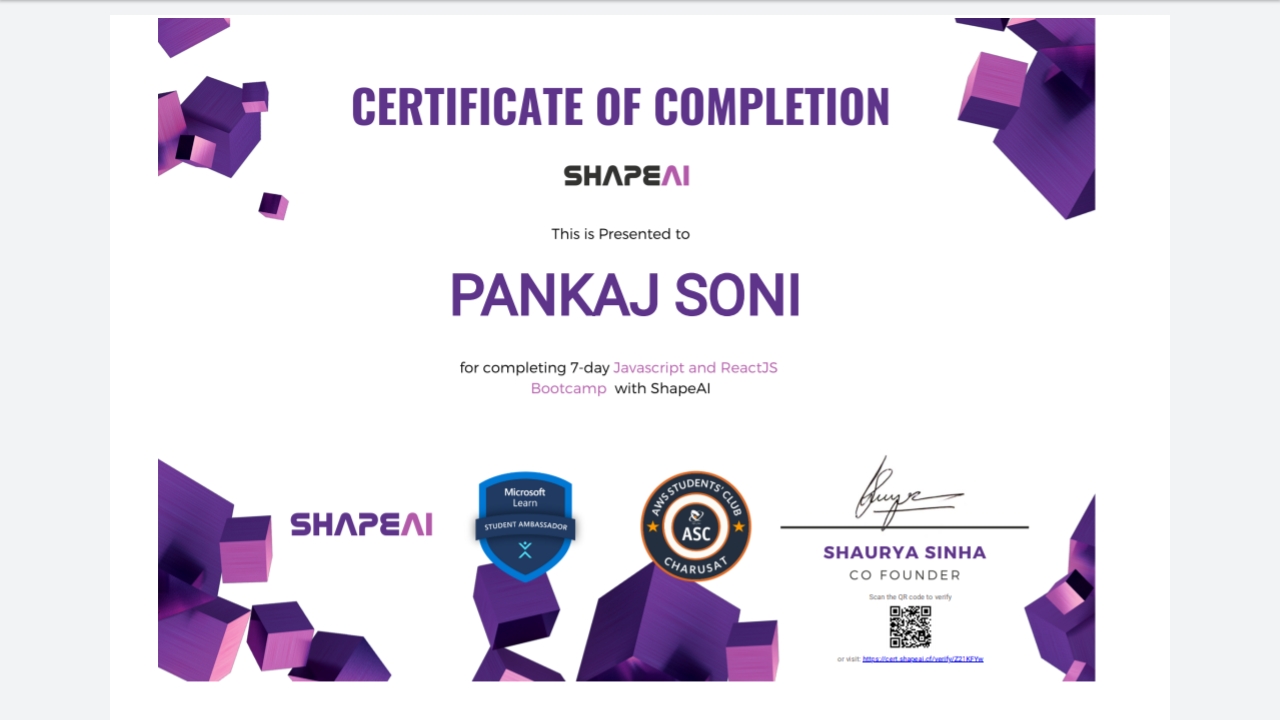 CERTIFICATE OF COMPLETION
SHAPEAI
This is Presented to
PANKAJ SONI
for completing 7-day Javascript and ReactJS
Bootcamp with ShapeAI
SHAPEAI
Microsoft
Learn
STUDENT AMBASSADOR
AWS STUDENTS' CLUB
ASC
CHARUSAT
SHAURYA SINHA
CO FOUNDER
Scan the QR code to verify
or visit: https://cert.shapeai.cf/verify/Z21KFYw